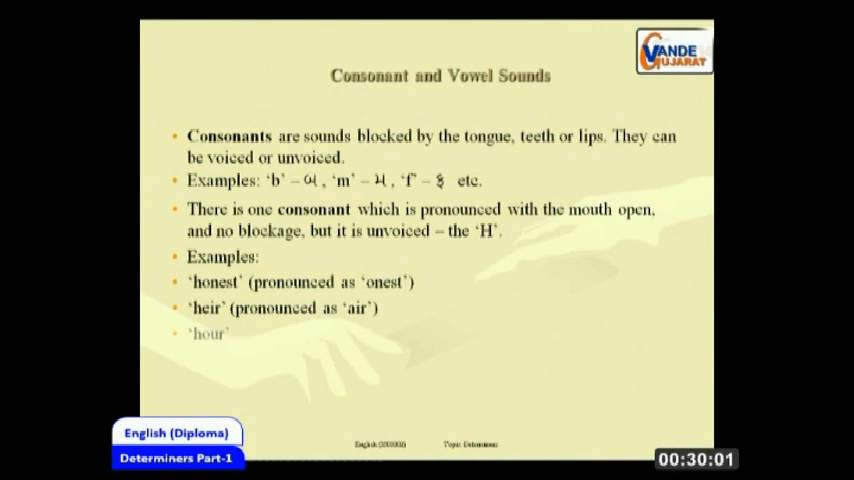 VANDE
GUJARAT
Consonant and Vowel Sounds
• Consonants are sounds blocked by the tongue, teeth or lips. They can
be voiced or unvoiced.
• Examples: ‘b’ – બ , ‘m’ – મ , ‘f’ – ફ etc.
• There is one consonant which is pronounced with the mouth open,
and no blockage, but it is unvoiced – the ‘H’.
• Examples:
• ‘honest’ (pronounced as ‘onest’)
• ‘heir’ (pronounced as ‘air’)
• ‘hour’
English (Diploma)
English Topic: Determiners
Determiners Part-1
00:30:01